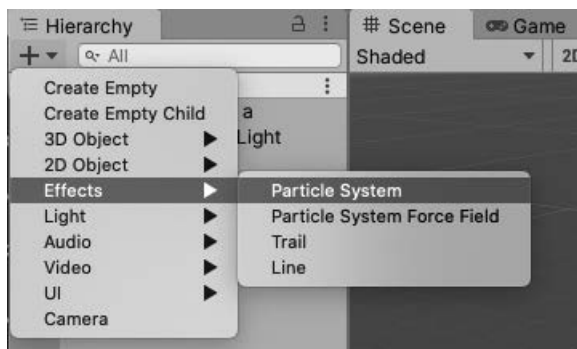 Hierarchy
# Scene
Game
All
Shaded
2D
Create Empty
Create Empty Child
a
3D Object
Light
2D Object
Effects
Particle System
Light
Particle System Force Field
Audio
Trail
Video
Line
UI
Camera